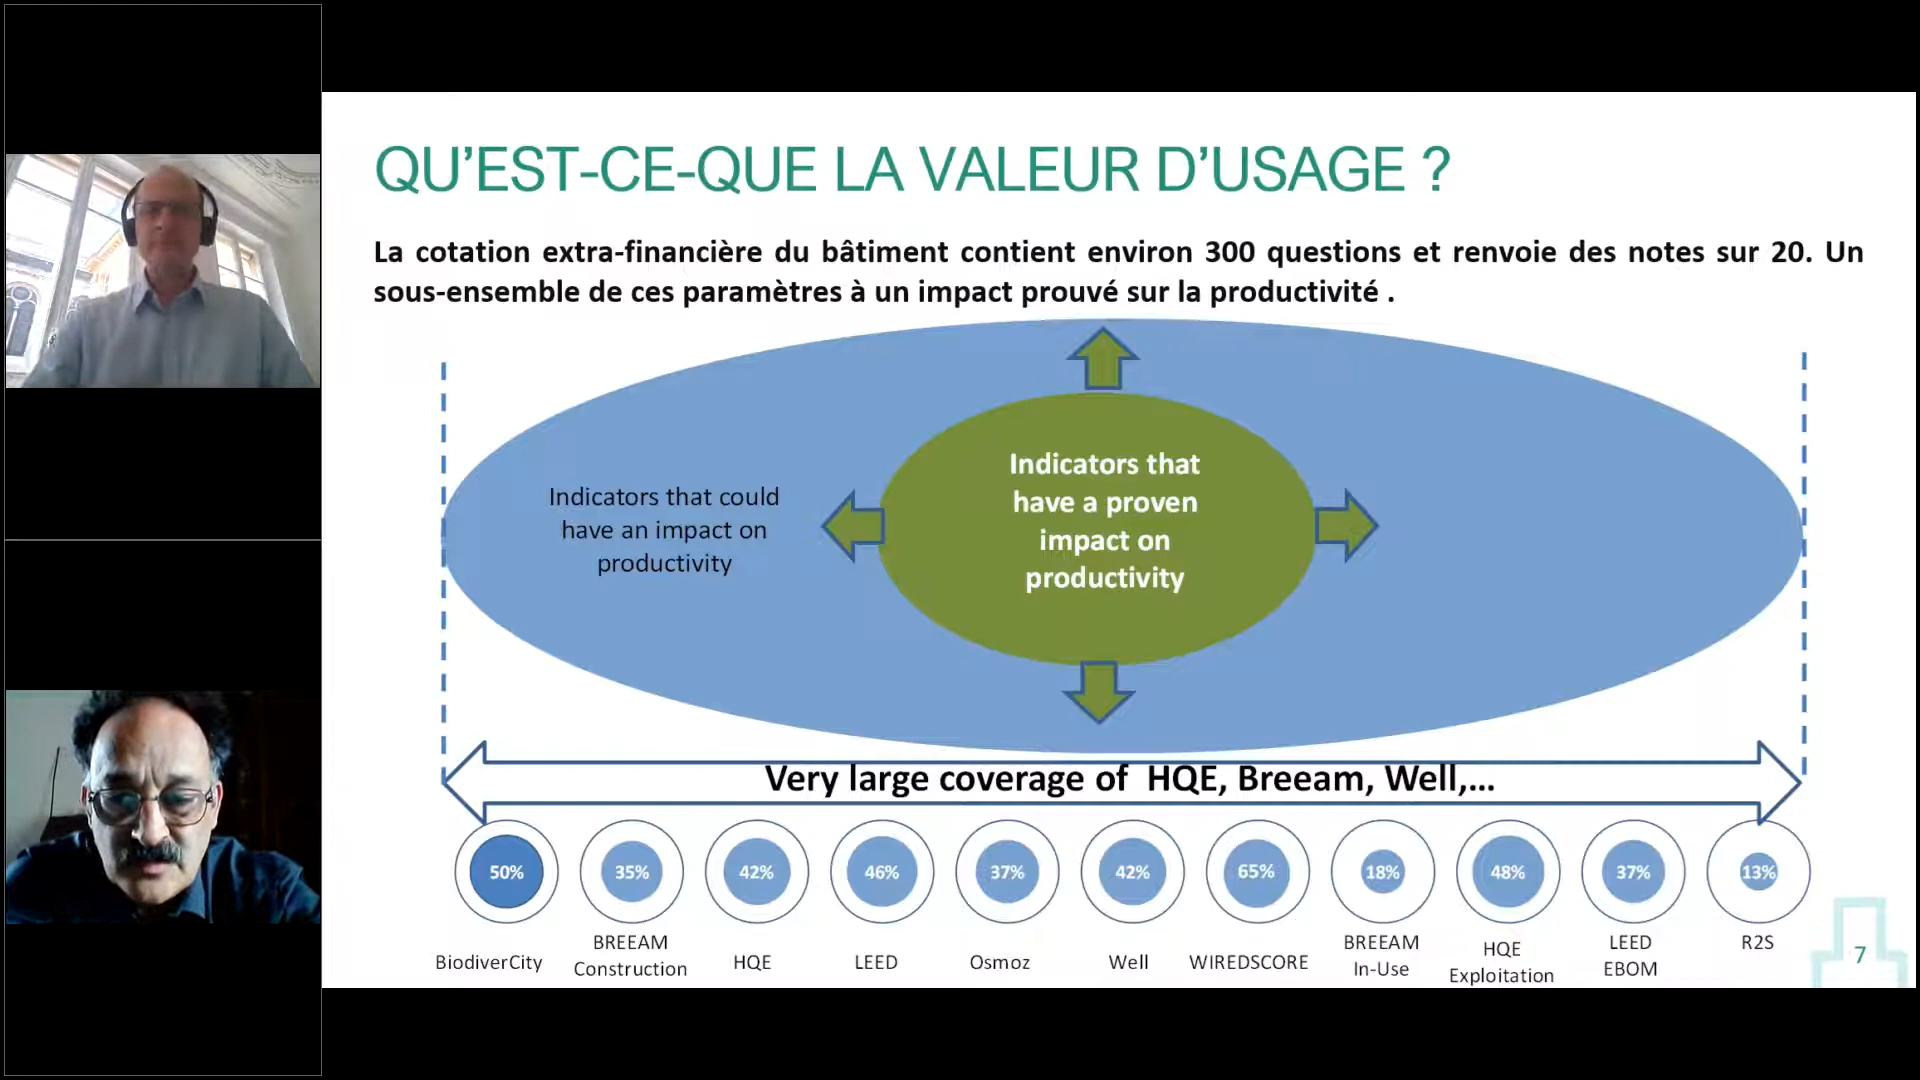 QU'EST-CE-QUE LA VALEUR D'USAGE ?
La cotation extra-financière du bâtiment contient environ 300 questions et renvoie des notes sur 20. Un
sous-ensemble de ces paramètres à un impact prouvé sur la productivité .
Indicators that could
have an impact on
productivity
Indicators that
have a proven
impact on
productivity
Very large coverage of HQE, Breeam, Well,...
50%
35%
42%
46%
37%
42%
65%
18%
48%
37%
13%
BiodiverCity
BREEAM
Construction
HQE
LEED
Osmoz
Well
WIREDSCORE
BREEAM
In-Use
HQE
Exploitation
LEED
EBOM
R2S
7